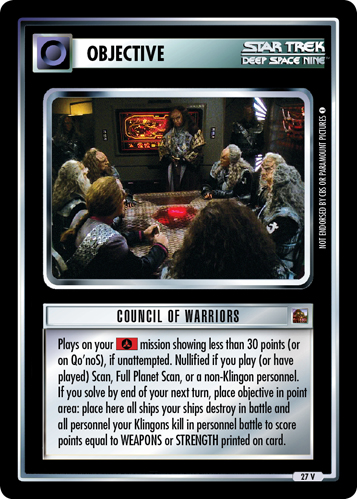 OBJECTIVE
STAR TREK
DEEP SPACE NINE
NOT ENDORSED BY CBS OR PARAMOUNT PICTURES
COUNCIL OF WARRIORS
Plays on your mission showing less than 30 points (or
on Qo'noS), if unattempted. Nullified if you play (or have
played) Scan, Full Planet Scan, or a non-Klingon personnel.
If you solve by end of your next turn, place objective in point
area: place here all ships your ships destroy in battle and
all personnel your Klingons kill in personnel battle to score
points equal to WEAPONS or STRENGTH printed on card.
27 V